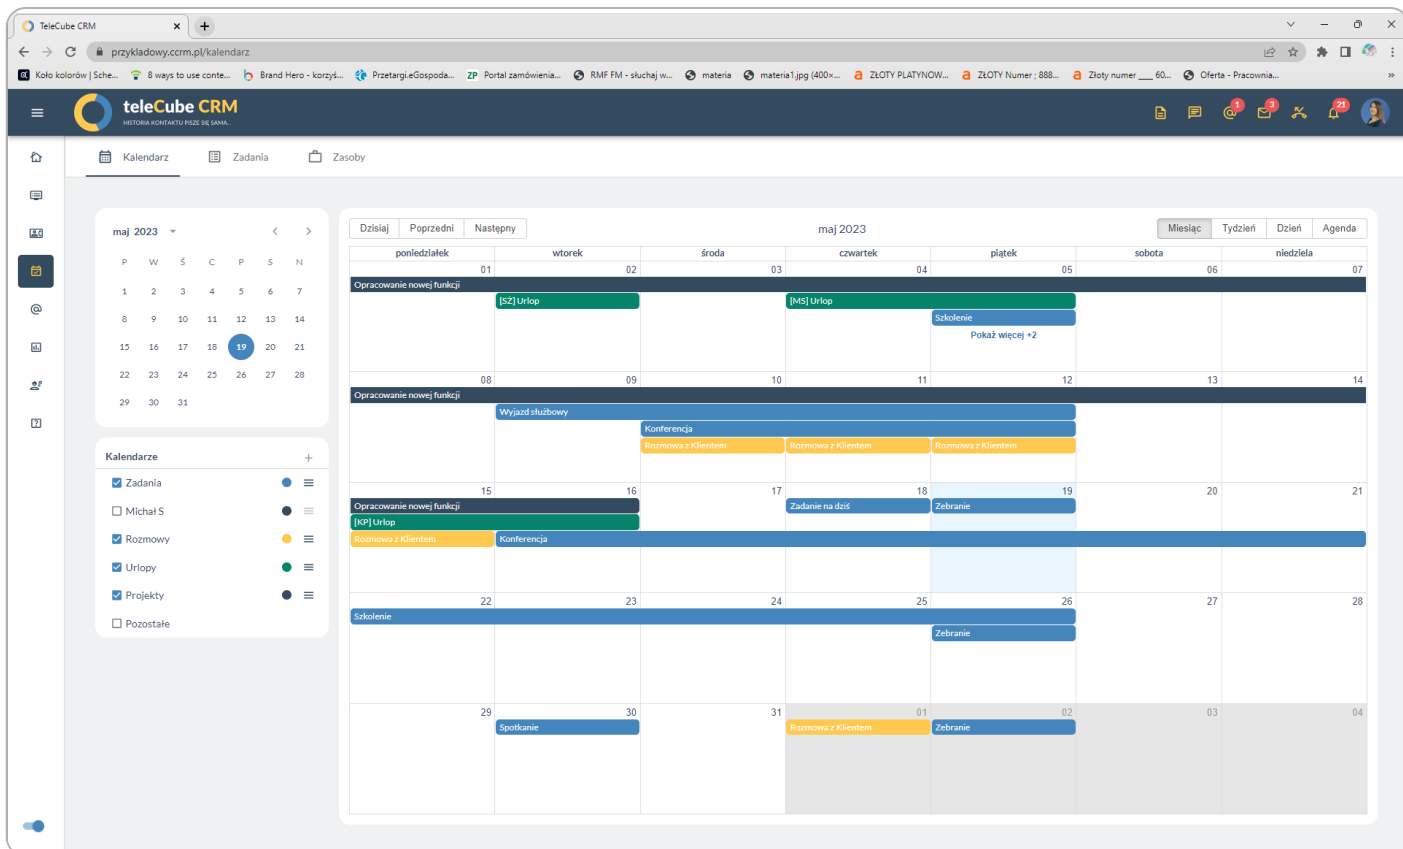 TeleCube CRM
przykladowy.ccrm.pl/kalendarz
Koło kolorów | Sche... 8 ways to use conte... Brand Hero - korzyś... Przetargi.eGospoda... ZP Portal zamówienia... RMF FM - słuchaj w... materia materia1.jpg (400×... ZŁOTY PLATYNOW... ZŁOTY Numer ; 888... Złoty numer ___ 60... Oferta - Pracownia... »
teleCube CRM
HISTORIA KONTAKTU PISZE SIĘ SAMA...
1 3 21
Kalendarz Zadania Zasoby
maj 2023
P W Ś C P S N
1 2 3 4 5 6 7
8 9 10 11 12 13 14
15 16 17 18 19 20 21
22 23 24 25 26 27 28
29 30 31
Kalendarze +
Zadania
Michał S
Rozmowy
Urlopy
Projekty
Pozostałe
Dzisiaj Poprzedni Następny maj 2023 Miesiąc Tydzień Dzień Agenda
poniedziałek wtorek środa czwartek piątek sobota niedziela
01 02 03 04 05 06 07
Opracowanie nowej funkcji
[SŻ] Urlop [MS] Urlop
Szkolenie
Pokaż więcej +2
08 09 10 11 12 13 14
Opracowanie nowej funkcji
Wyjazd służbowy
Konferencja
Rozmowa z Klientem Rozmowa z Klientem Rozmowa z Klientem
15 16 17 18 19 20 21
Opracowanie nowej funkcji Zadanie na dziś Zebranie
[KP] Urlop
Rozmowa z Klientem Konferencja
22 23 24 25 26 27 28
Szkolenie
Zebranie
29 30 31 01 02 03 04
Spotkanie Rozmowa z Klientem Zebranie